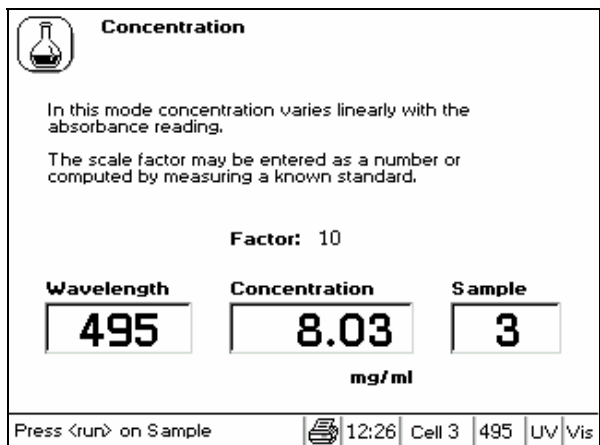 Concentration
In this mode concentration varies linearly with the
absorbance reading.
The scale factor may be entered as a number or
computed by measuring a known standard.
Factor: 10
Wavelength Concentration Sample
495 8.03 3
mg/ml
Press <run> on Sample 12:26 Cell 3 495 UV Vis